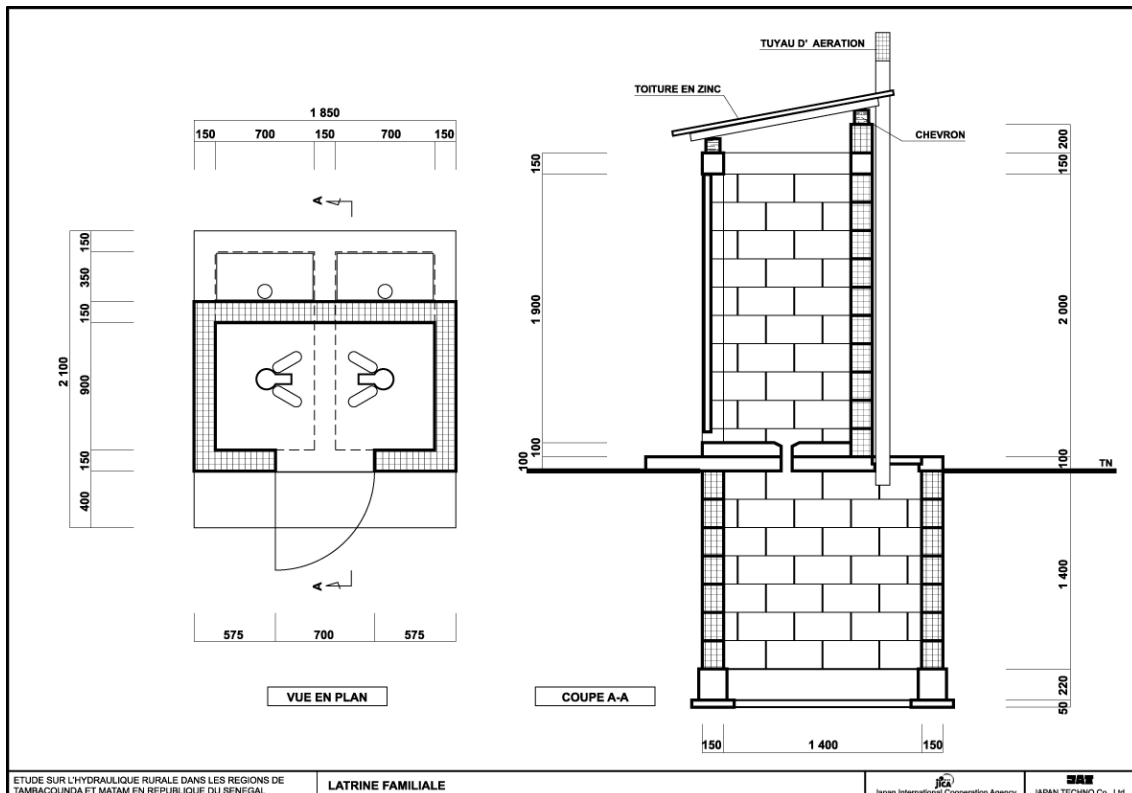 1 850
150 700 150 700 150
A
150
350
150
900
150
400
2 100
A
575 700 575
VUE EN PLAN
TUYAU D' AERATION
TOITURE EN ZINC
CHEVRON
150
1 900
100
100
200
150
2 000
100
TN
1 400
220
50
150 1 400 150
COUPE A-A
ETUDE SUR L'HYDRAULIQUE RURALE DANS LES REGIONS DE
TAMBACOUNDA ET MATAM EN REPUBLIQUE DU SENEGAL
LATRINE FAMILIALE
JICA
Japan International Cooperation Agency
JAT
JAPAN TECHNO Co., Ltd.